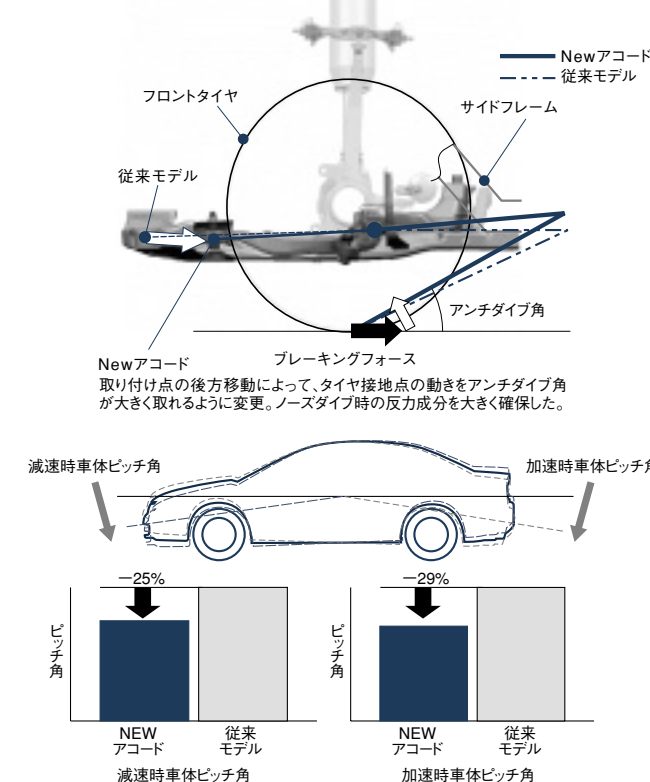 Newアコード
従来モデル
フロントタイヤ
サイドフレーム
従来モデル
アンチダイブ角
Newアコード
ブレーキングフォース
取り付け点の後方移動によって、タイヤ接地点の動きをアンチダイブ角
が大きく取れるように変更。ノーズダイブ時の反力成分を大きく確保した。
減速時車体ピッチ角
加速時車体ピッチ角
−25%
−29%
ピッチ角
ピッチ角
NEW
アコード
従来
モデル
NEW
アコード
従来
モデル
減速時車体ピッチ角
加速時車体ピッチ角